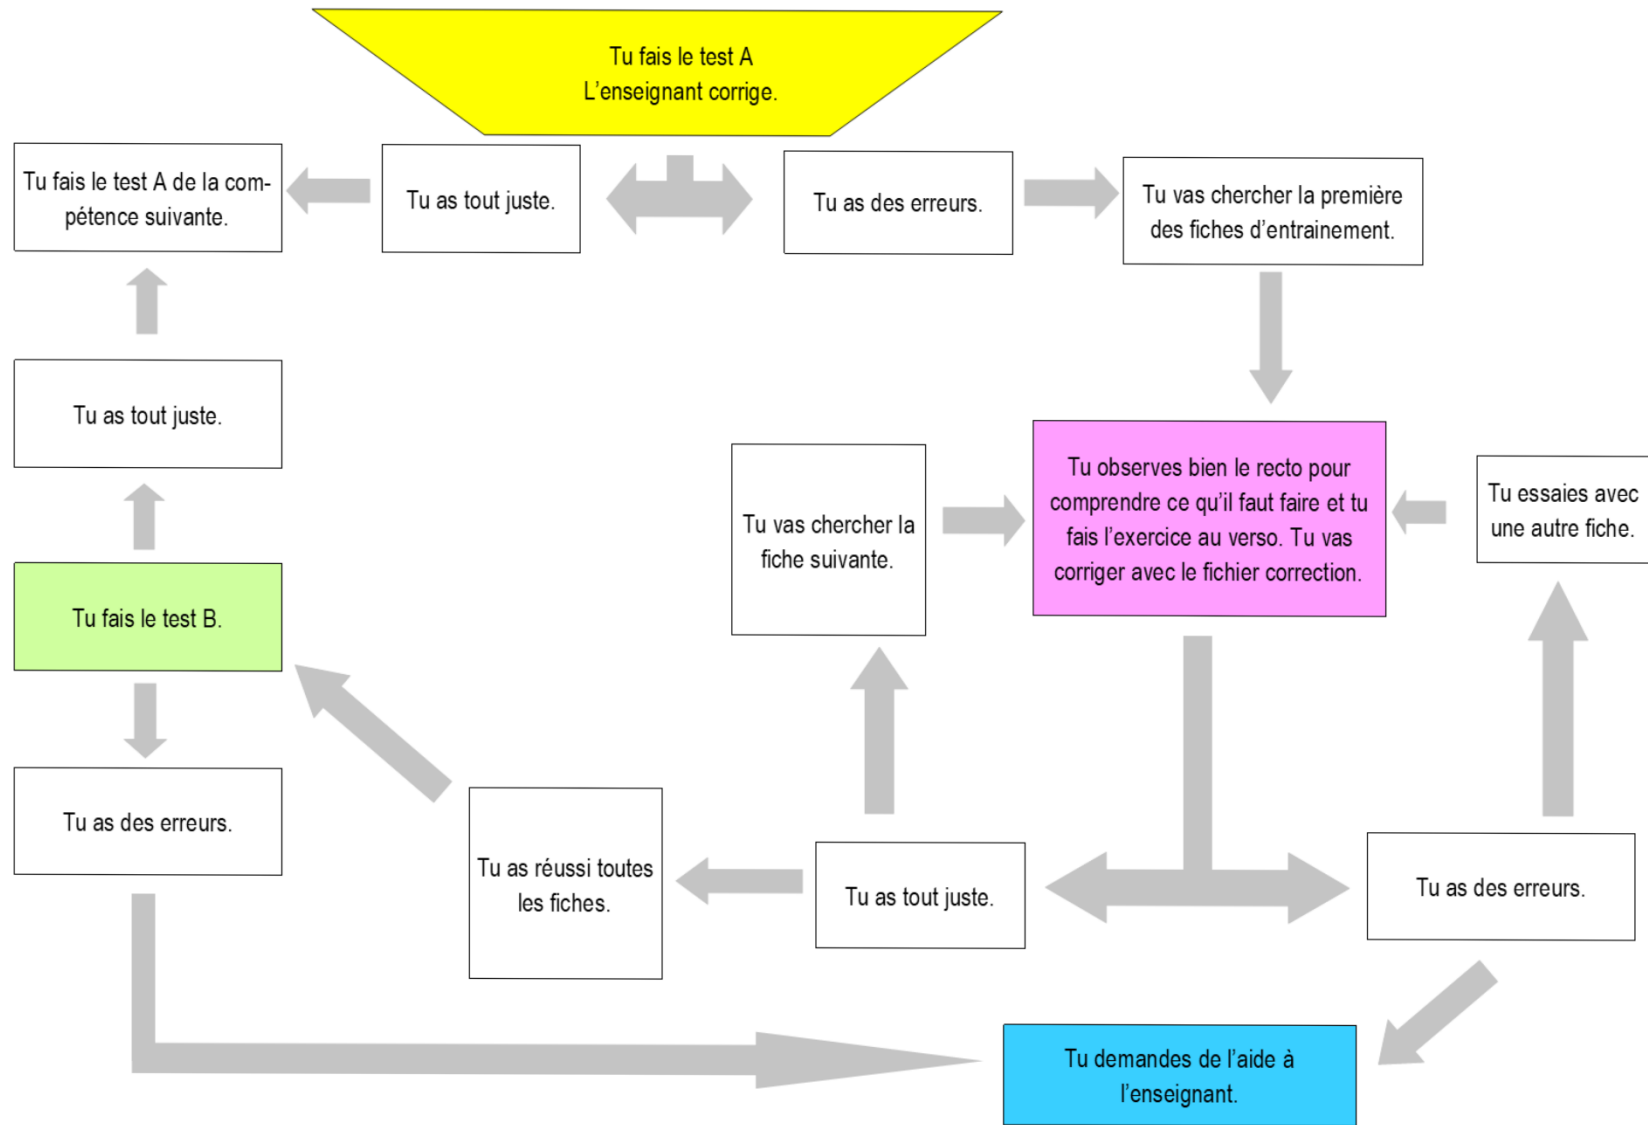 Tu fais le test A
L’enseignant corrige.
Tu fais le test A de la com-
pétence suivante.
Tu as tout juste.
Tu as des erreurs.
Tu vas chercher la première
des fiches d’entrainement.
Tu as tout juste.
Tu vas chercher la
fiche suivante.
Tu observes bien le recto pour
comprendre ce qu’il faut faire et tu
fais l’exercice au verso. Tu vas
corriger avec le fichier correction.
Tu essaies avec
une autre fiche.
Tu fais le test B.
Tu as des erreurs.
Tu as réussi toutes
les fiches.
Tu as tout juste.
Tu as des erreurs.
Tu demandes de l’aide à
l’enseignant.